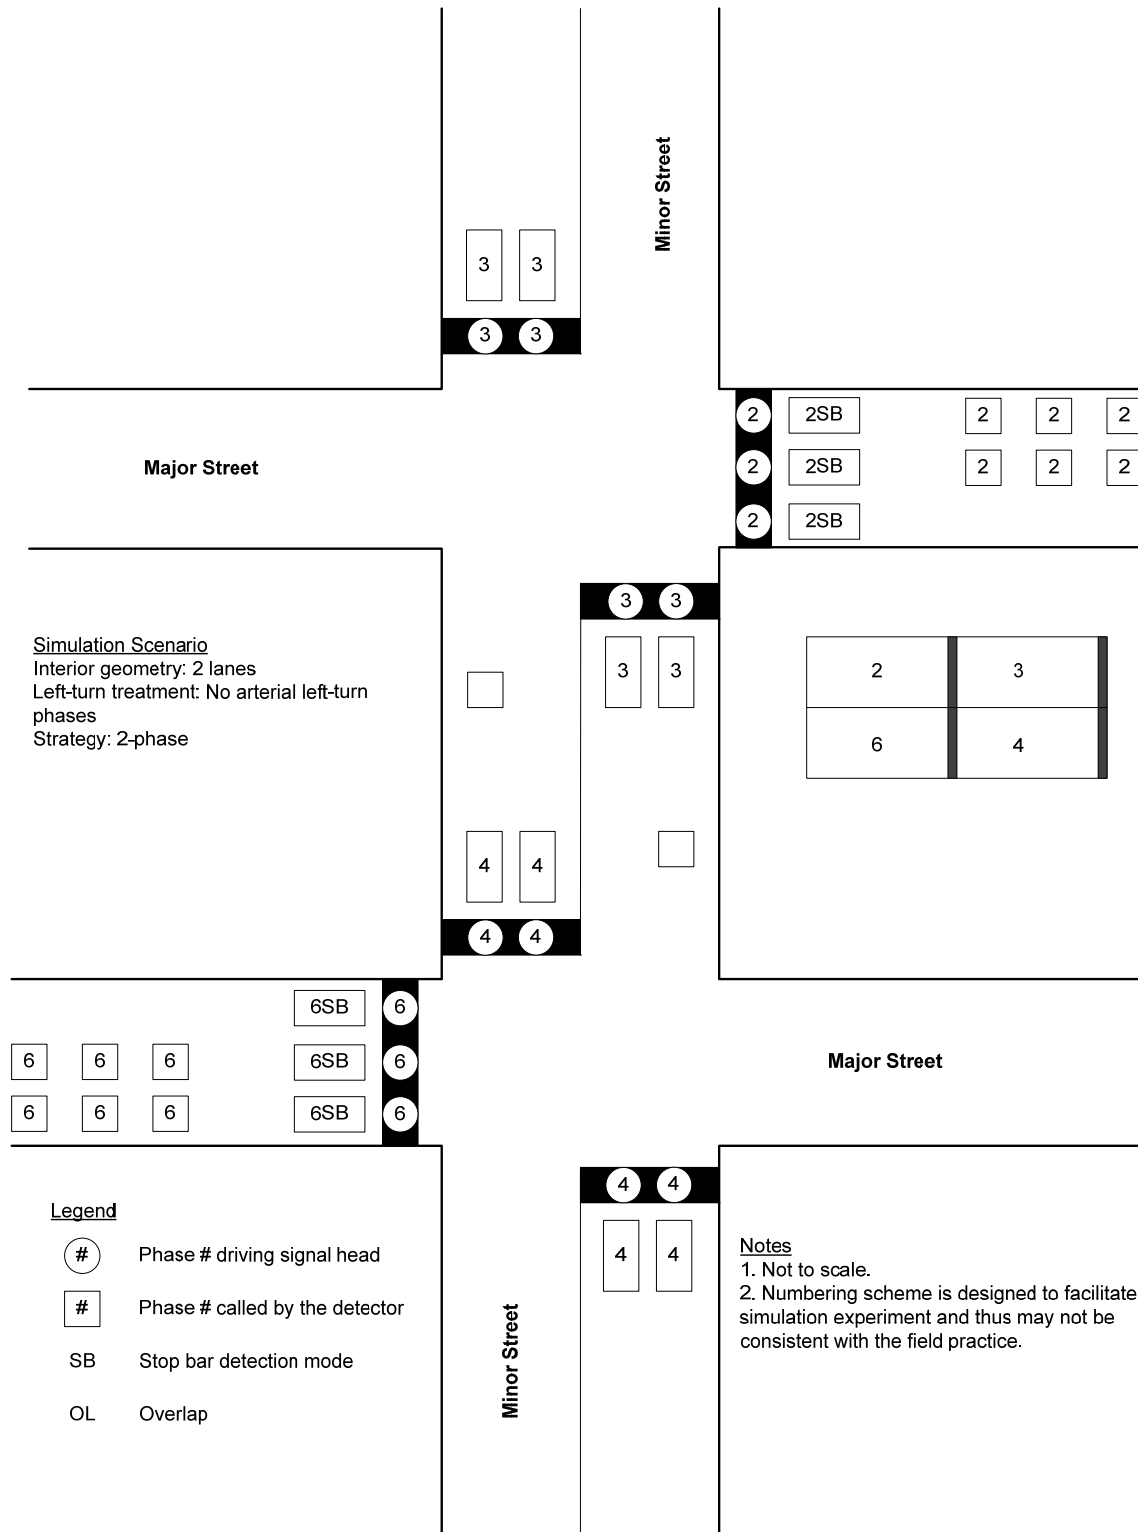 Minor Street
3 3
3 3
2 2SB 2 2 2
Major Street
2 2SB 2 2 2
2 2SB
3 3
Simulation Scenario
Interior geometry: 2 lanes
Left-turn treatment: No arterial left-turn
phases
Strategy: 2-phase
3 3
2 3
6 4
4 4
4 4
6SB 6
6 6 6 6SB 6
Major Street
6 6 6 6SB 6
4 4
Legend
# Phase # driving signal head
# Phase # called by the detector
SB Stop bar detection mode
OL Overlap
4 4
Minor Street
Notes
1. Not to scale.
2. Numbering scheme is designed to facilitate
simulation experiment and thus may not be
consistent with the field practice.